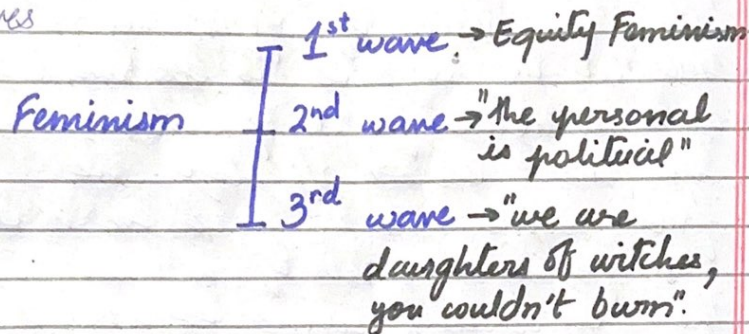 1st wave. → Equity Feminism
Feminism 2nd wave → "the personal
is political"
3rd wave → "we are
daughters of witches,
you couldn't burn".